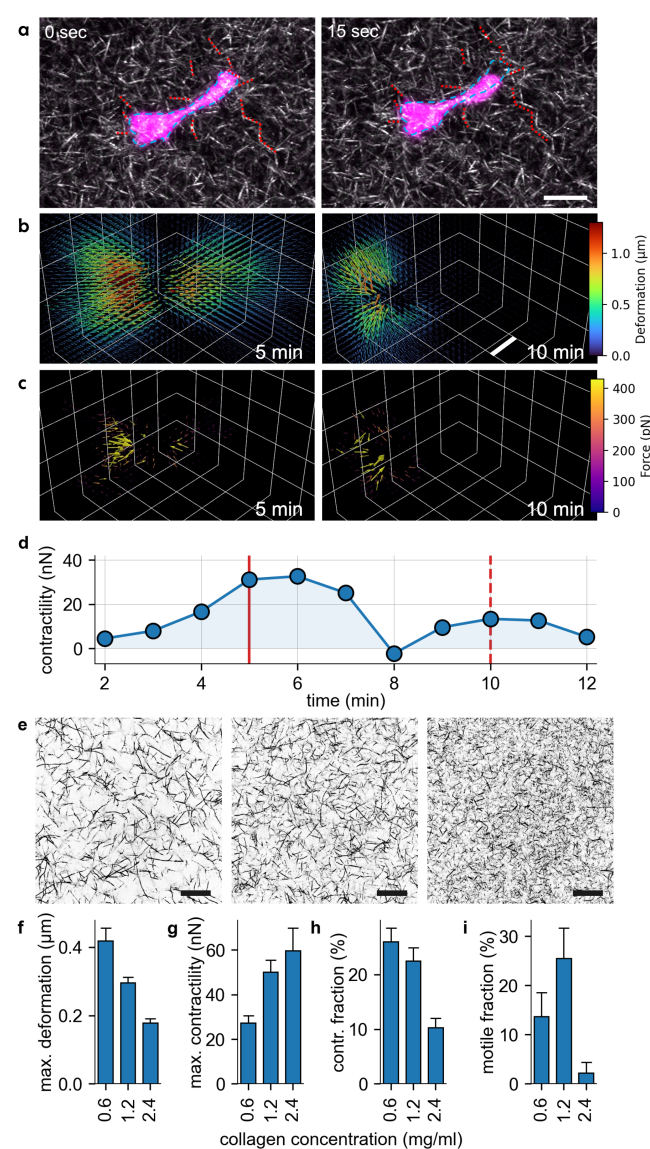 a
0 sec
15 sec
b
5 min
10 min
1.0
0.5
0.0
Deformation (µm)
c
5 min
10 min
400
300
200
100
0
Force (pN)
d
40
20
0
contractility (nN)
2
4
6
8
10
12
time (min)
e
f
0.4
0.2
0.0
max. deformation (µm)
0.6
1.2
2.4
g
60
40
20
0
max. contractility (nN)
0.6
1.2
2.4
h
20
10
0
contr. fraction (%)
0.6
1.2
2.4
i
30
20
10
0
motile fraction (%)
0.6
1.2
2.4
collagen concentration (mg/ml)